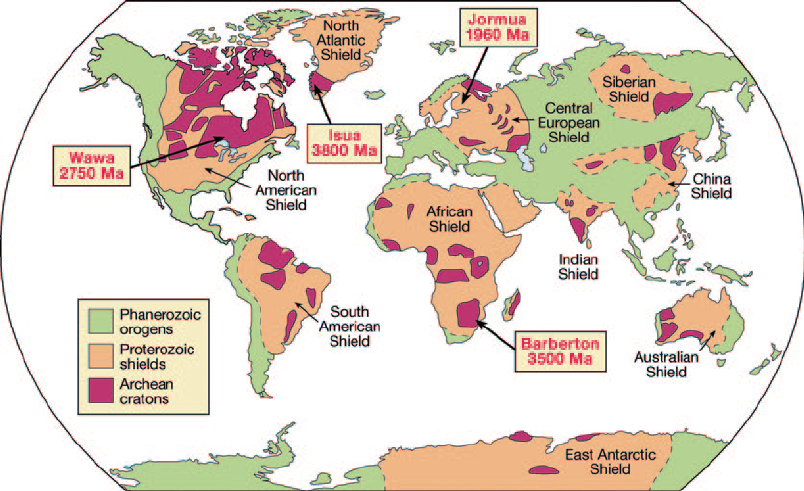 North
Atlantic
Shield
Jormua
1960 Ma
Siberian
Shield
Central
European
Shield
Isua
3800 Ma
Wawa
2750 Ma
North
American
Shield
China
Shield
African
Shield
Indian
Shield
South
American
Shield
Barberton
3500 Ma
Australian
Shield
Phanerozoic
orogens
Proterozoic
shields
Archean
cratons
East Antarctic
Shield